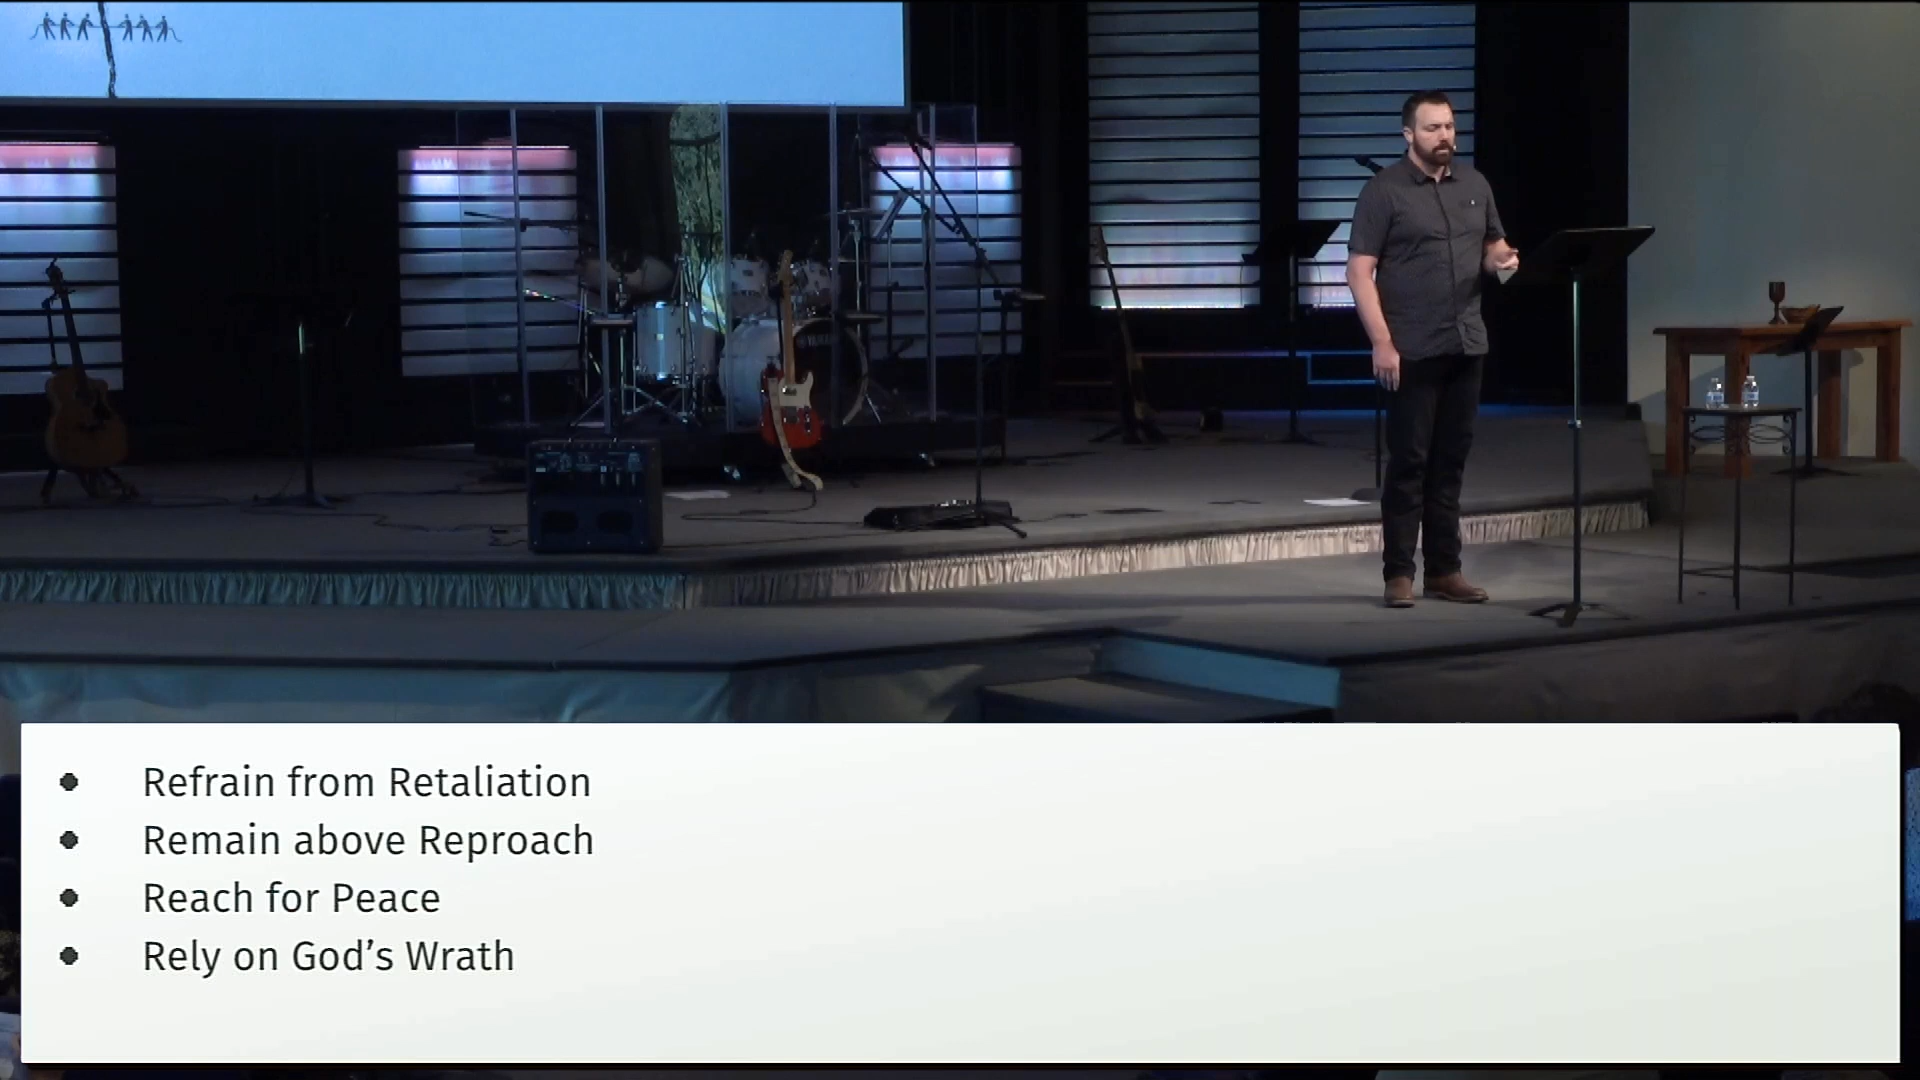 • Refrain from Retaliation
• Remain above Reproach
• Reach for Peace
• Rely on God’s Wrath